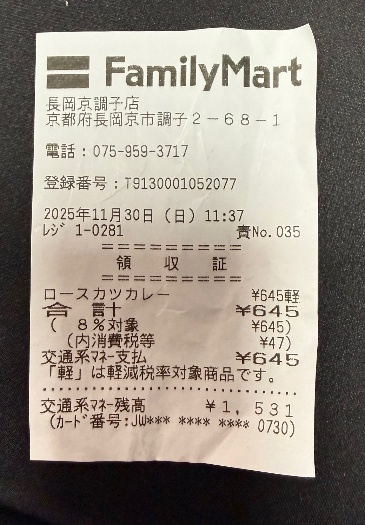 FamilyMart
長岡京調子店
京都府長岡京市調子2-68-1
電話:075-959-3717
登録番号:T9130001052077
2025年11月30日(日) 11:37
レジ 1-0281 責No.035
==========
領 収 証
==========
ロースカツカレー ¥645軽
合 計 ¥645
( 8%対象 ¥645)
(内消費税等 ¥47)
交通系マネー支払 ¥645
「軽」は軽減税率対象商品です。
交通系マネー残高 ¥1,531
(カード番号:JW*** **** **** 0730)